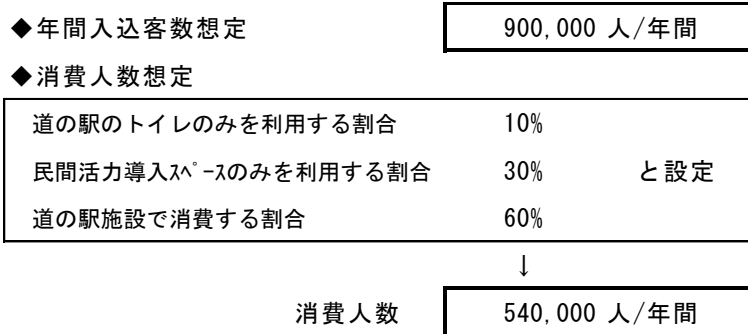 ◆年間入込客数想定 900,000 人/年間
◆消費人数想定
道の駅のトイレのみを利用する割合 10%
民間活力導入ｽﾍﾟｰｽのみを利用する割合 30% と設定
道の駅施設で消費する割合 60%
↓
消費人数 540,000 人/年間